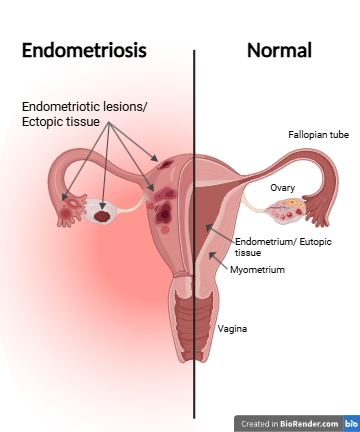 Endometriosis
Normal
Endometriotic lesions/
Ectopic tissue
Fallopian tube
Ovary
Endometrium/ Eutopic
tissue
Myometrium
Vagina
Created in BioRender.com
bio